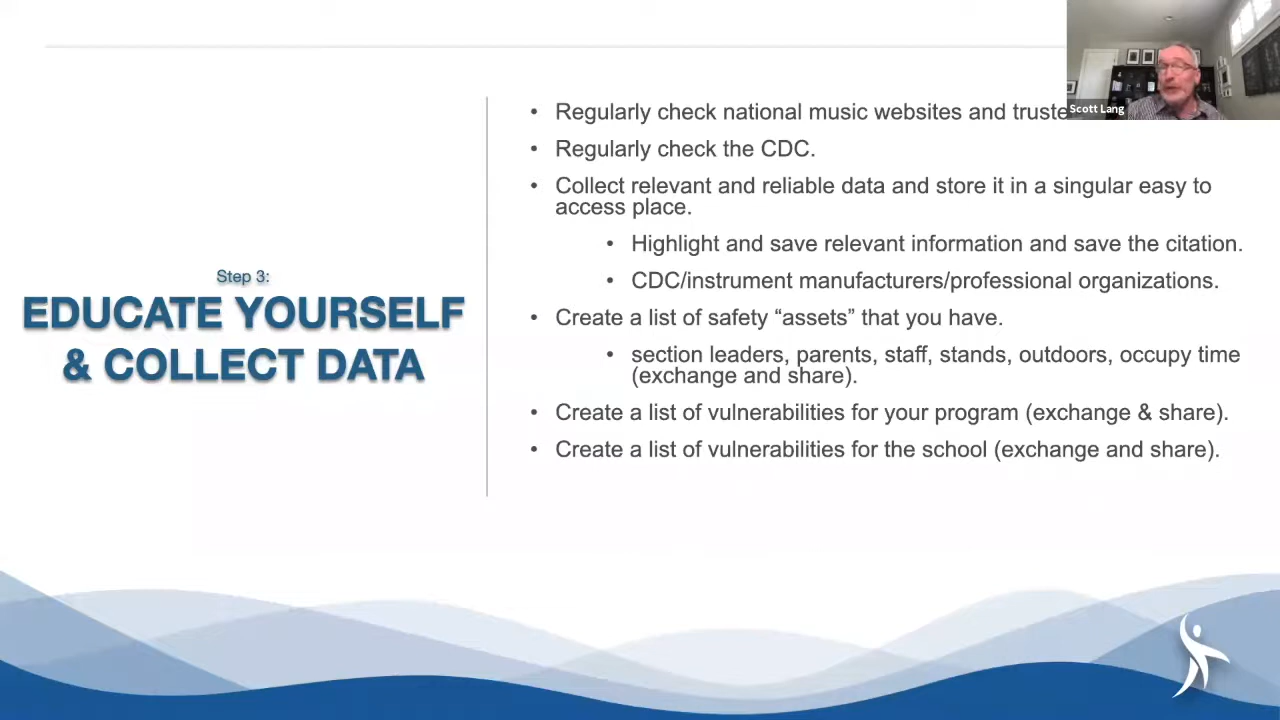 Scott Lang
Step 3:
EDUCATE YOURSELF
& COLLECT DATA
• Regularly check national music websites and
• Regularly check the CDC.
• Collect relevant and reliable data and store it in a singular easy to
access place.
• Highlight and save relevant information and save the citation.
• CDC/instrument manufacturers/professional organizations.
• Create a list of safety “assets” that you have.
• section leaders, parents, staff, stands, outdoors, occupy time
(exchange and share).
• Create a list of vulnerabilities for your program (exchange & share).
• Create a list of vulnerabilities for the school (exchange and share).